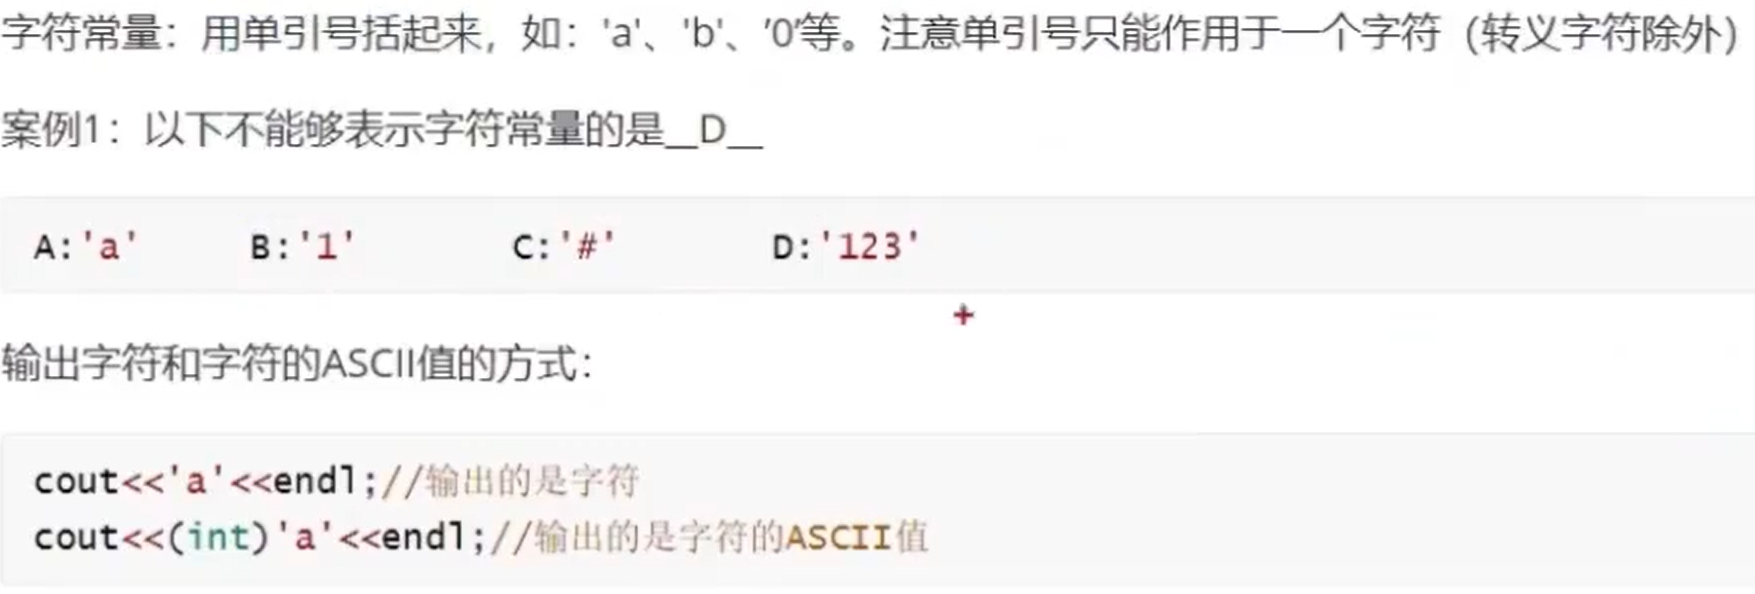 字符常量：用单引号括起来，如：'a'、'b'、'0'等。注意单引号只能作用于一个字符（转义字符除外）
案例1：以下不能够表示字符常量的是__D__
A:'a' B:'1' C:'#' D:'123'
输出字符和字符的ASCII值的方式：
cout<<'a'<<endl;//输出的是字符
cout<<(int)'a'<<endl;//输出的是字符的ASCII值